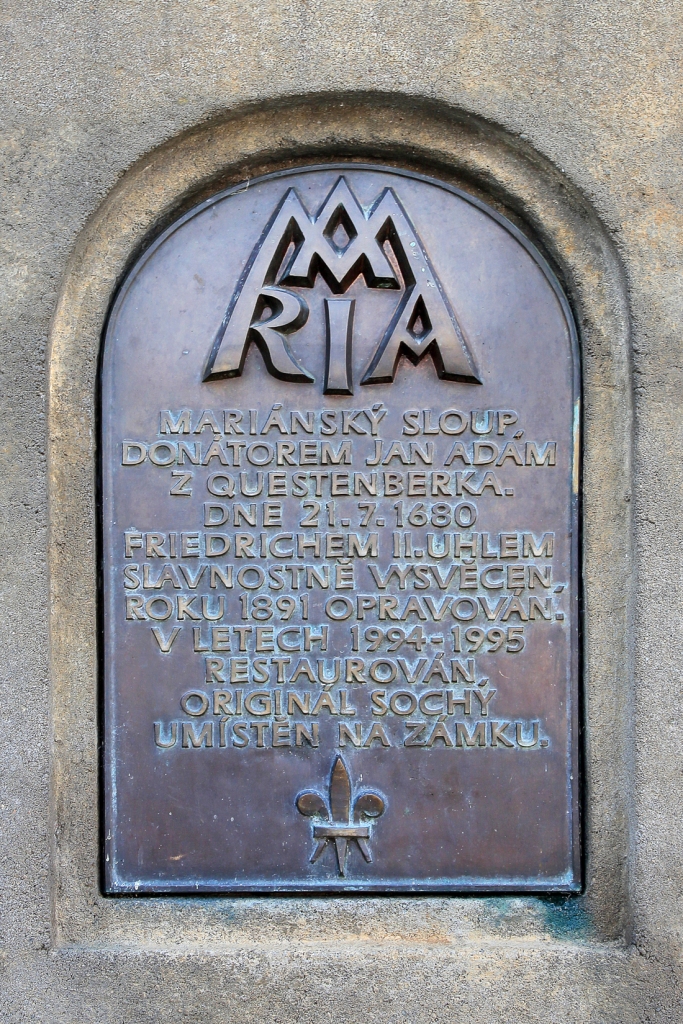 MARIA
MARIÁNSKÝ SLOUP,
DONÁTOREM JAN ADAM
Z QUESTENBERKA.
DNE 21.7.1680
FRIEDRICHEM II.UHLEM
SLAVNOSTNĚ VYSVĚCEN,
ROKU 1891 OPRAVOVÁN.
V LETECH 1994-1995
RESTAUROVÁN,
ORIGINÁL SOCHY
UMÍSTĚN NA ZÁMKU.